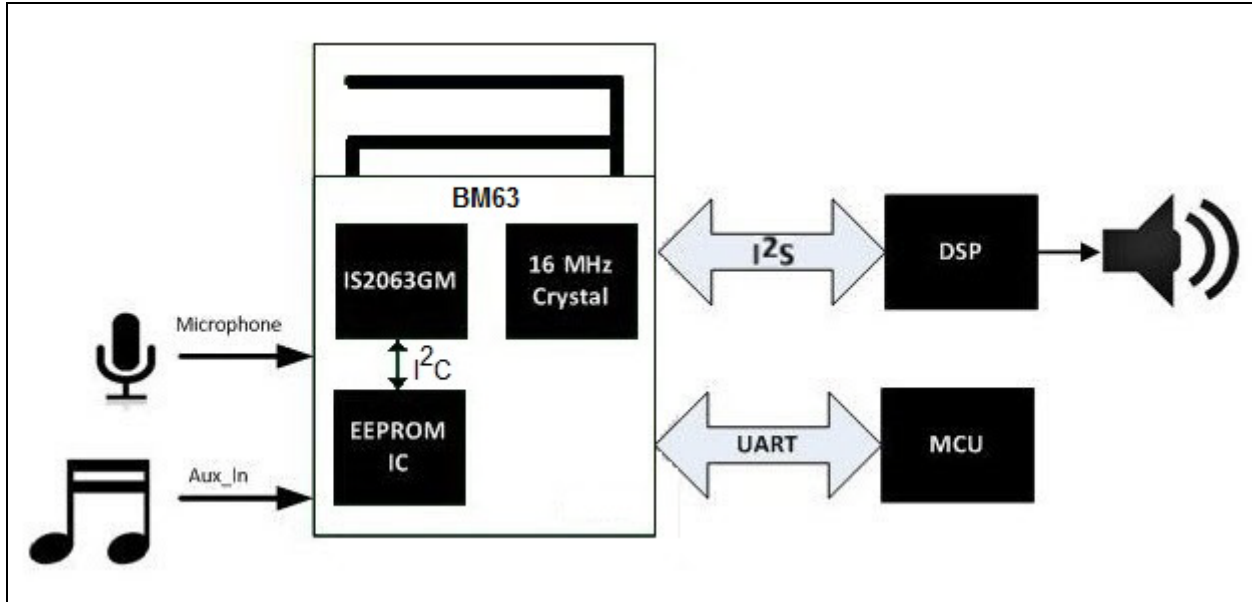 BM63
IS2063GM
16 MHz
Crystal
I²C
EEPROM
IC
Microphone
Aux_In
I²S
DSP
UART
MCU